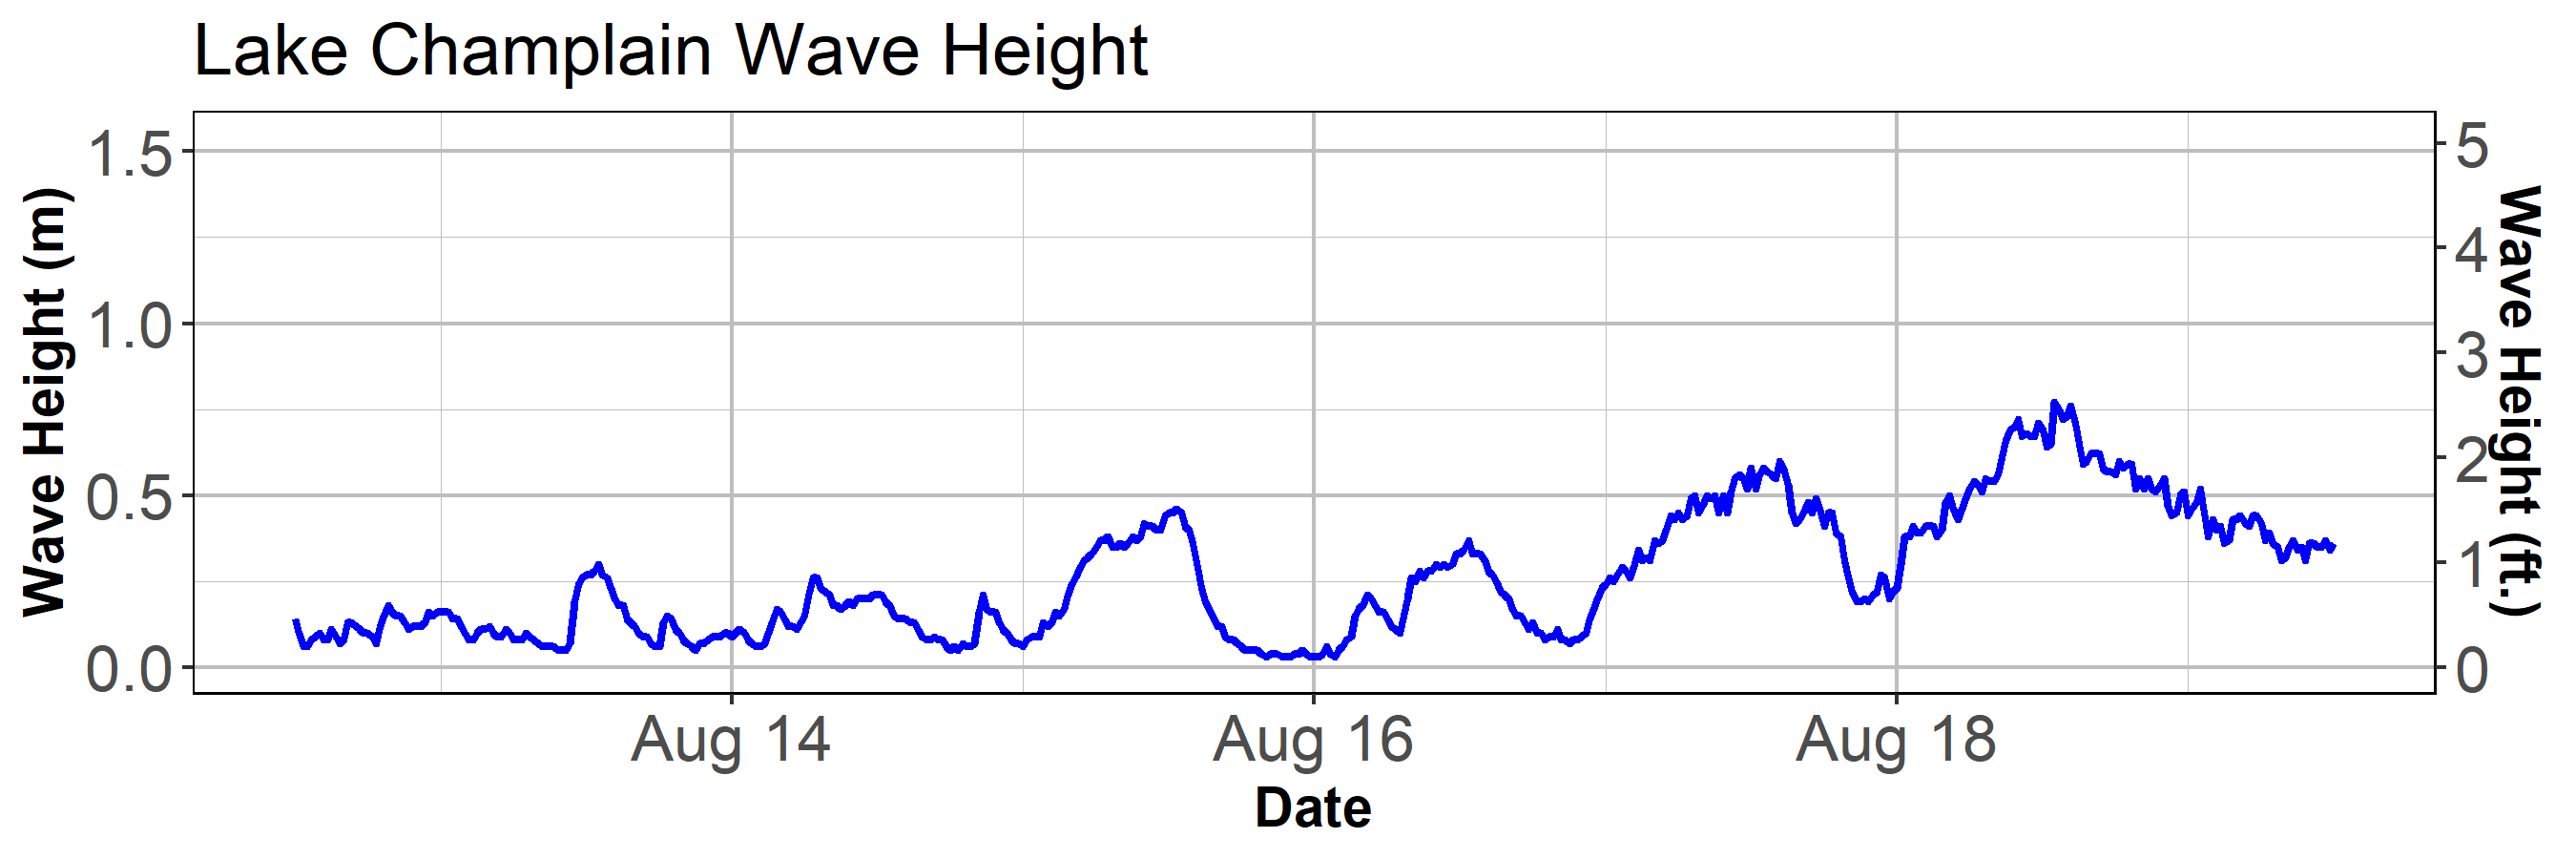 Lake Champlain Wave Height
Wave Height (m)
1.5
1.0
0.5
0.0
5
4
3
2
1
0
Wave Height (ft.)
Aug 14
Aug 16
Aug 18
Date